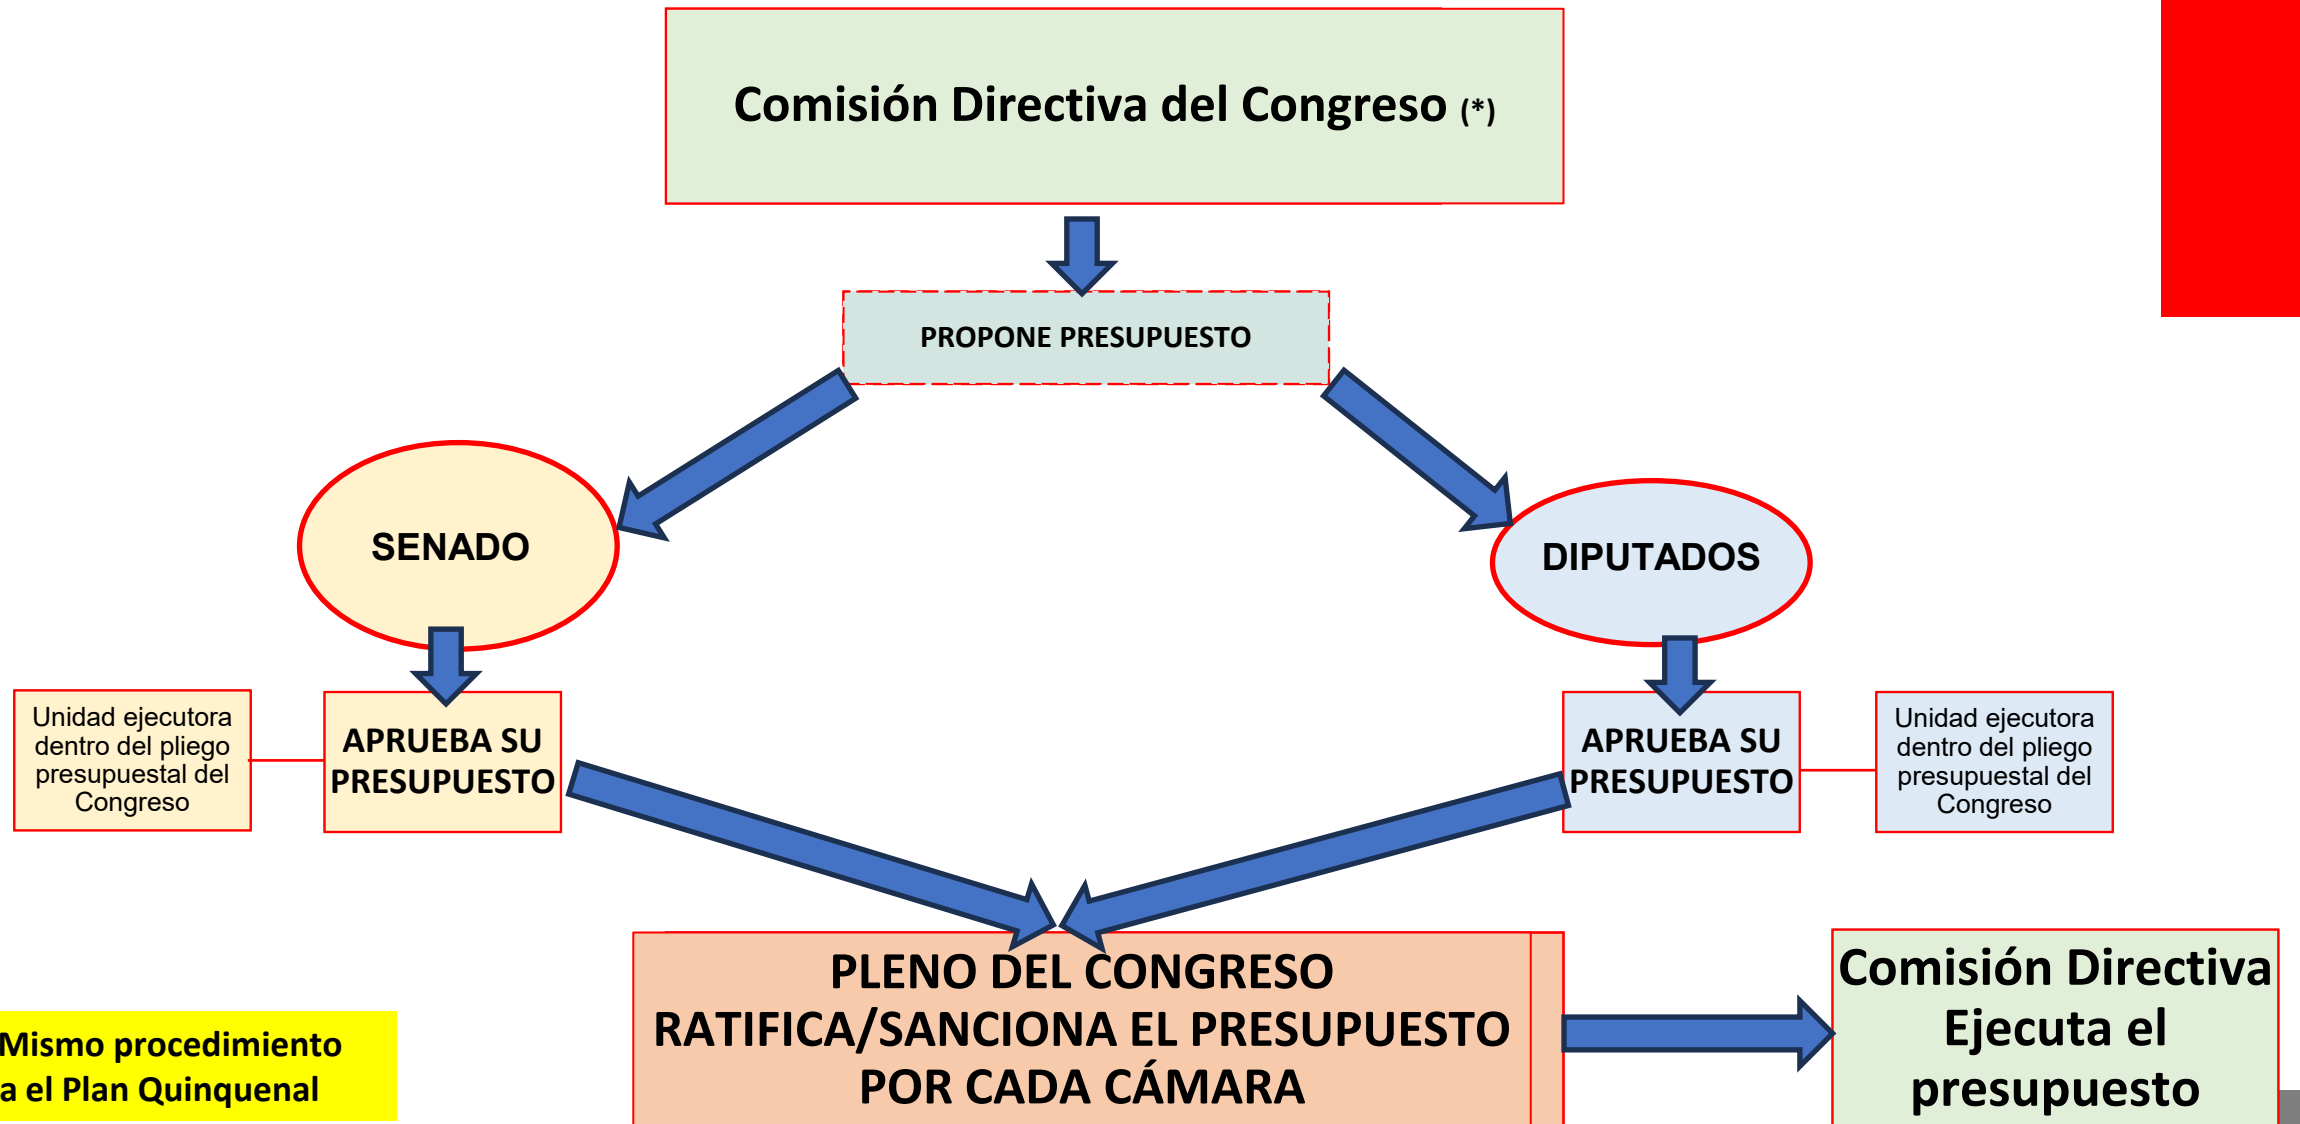 Comisión Directiva del Congreso (*)
PROPONE PRESUPUESTO
SENADO
DIPUTADOS
Unidad ejecutora
dentro del pliego
presupuestal del
Congreso
APRUEBA SU
PRESUPUESTO
APRUEBA SU
PRESUPUESTO
Unidad ejecutora
dentro del pliego
presupuestal del
Congreso
PLENO DEL CONGRESO
RATIFICA/SANCIONA EL PRESUPUESTO
POR CADA CÁMARA
Comisión Directiva
Ejecuta el
presupuesto
Mismo procedimiento
a el Plan Quinquenal